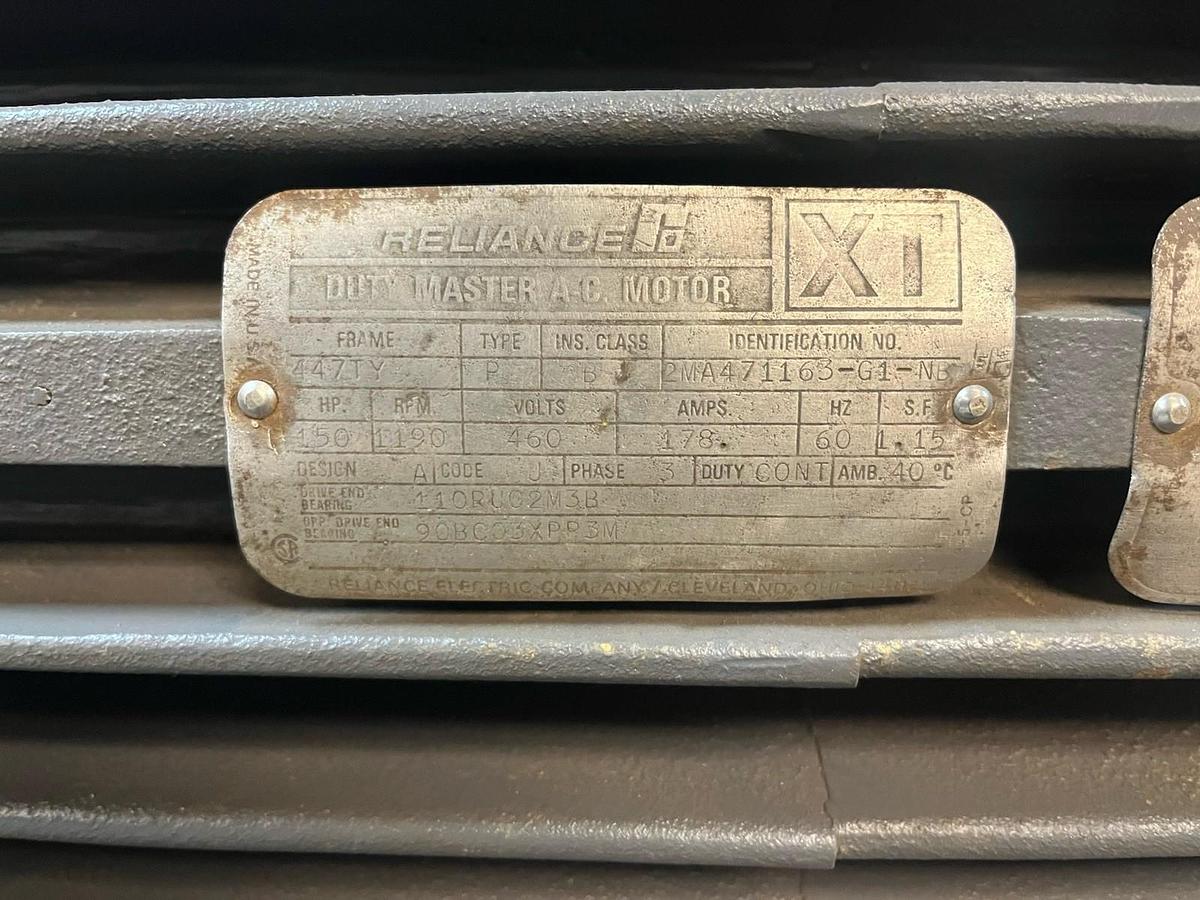 RELIANCE
XT
DUTY MASTER A-C. MOTOR
MADE IN U.S.A.
FRAME TYPE INS. CLASS IDENTIFICATION NO.
447TY P B 2MA471163-G1-NB
HP. RPM. VOLTS AMPS. HZ S.F.
150 1190 460 178. 60 1.15
DESIGN A CODE J PHASE 3 DUTY CONT AMB. 40 °C
DRIVE END BEARING 110RU02M3B
OPP. DRIVE END BEARING 90BC03XPP3M
RELIANCE ELECTRIC COMPANY / CLEVELAND, OHIO